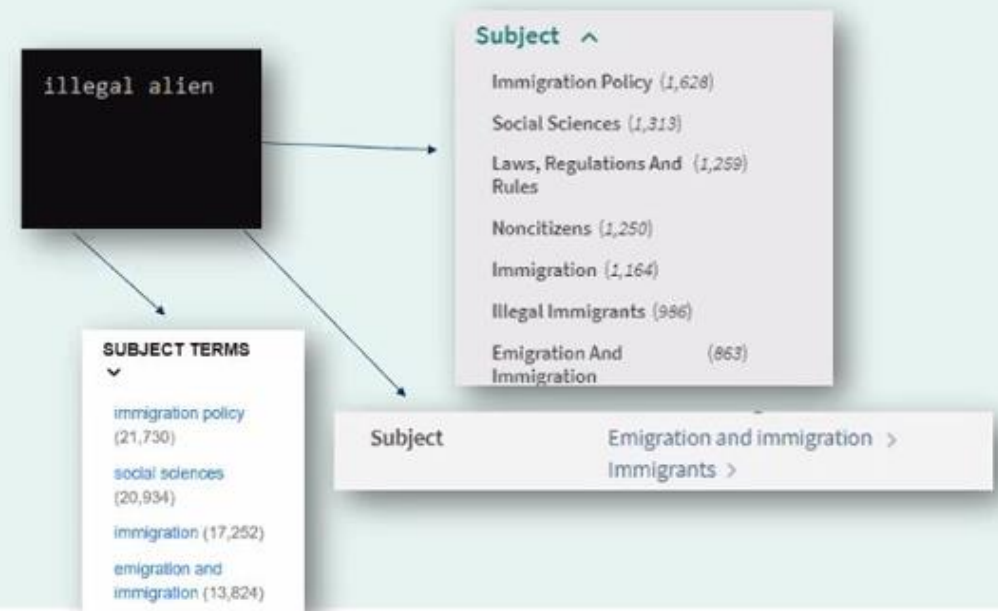 illegal alien
Subject
Immigration Policy (1,628)
Social Sciences (1,313)
Laws, Regulations And (1,259)
Rules
Noncitizens (1,250)
Immigration (1,164)
Illegal Immigrants (986)
Emigration And (863)
Immigration
SUBJECT TERMS
immigration policy
(21,730)
social sciences
(20,934)
immigration (17,252)
emigration and
immigration (13,824)
Subject Emigration and immigration >
Immigrants >